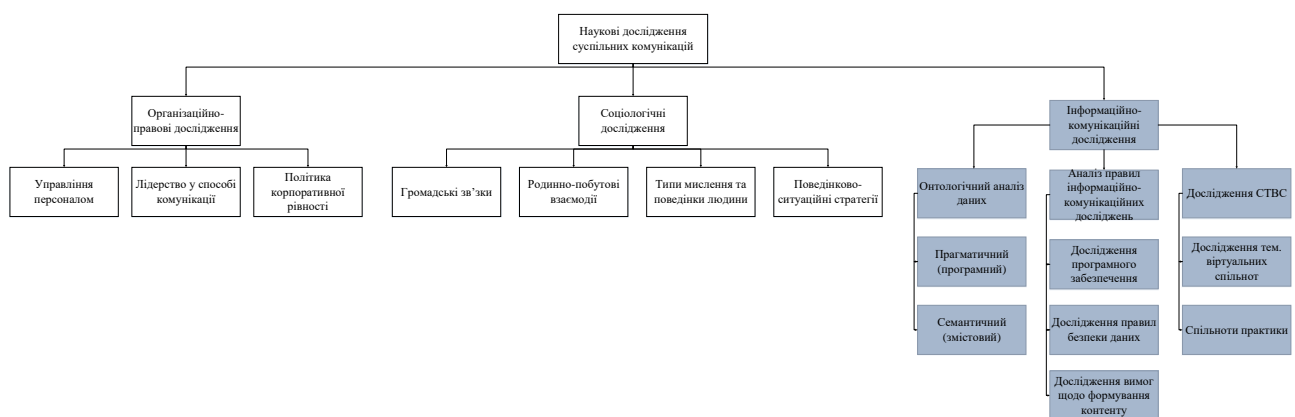 Наукові дослідження
суспільних комунікацій
Організаційно-
правові дослідження
Соціологічні
дослідження
Інформаційно-
комунікаційні
дослідження
Управління
персоналом
Лідерство у способі
комунікації
Політика
корпоративної
рівності
Громадські зв’язки
Родинно-побутові
взаємодії
Типи мислення та
поведінки людини
Поведінково-
ситуаційні стратегії
Онтологічний аналіз
даних
Прагматичний
(програмний)
Семантичний
(змістовий)
Аналіз правил
інформаційно-
комунікаційних
досліджень
Дослідження
програмного
забезпечення
Дослідження правил
безпеки даних
Дослідження вимог
щодо формування
контенту
Дослідження СТВС
Дослідження тем.
віртуальних
спільнот
Спільноти практики